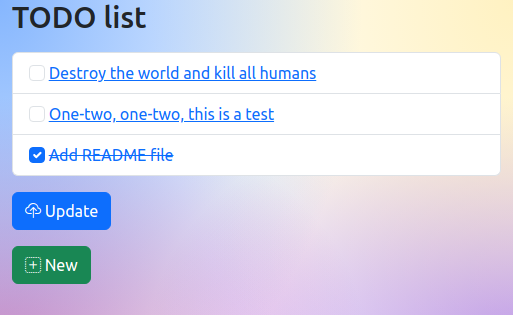 TODO list
Destroy the world and kill all humans
One-two, one-two, this is a test
Add README file
Update
New